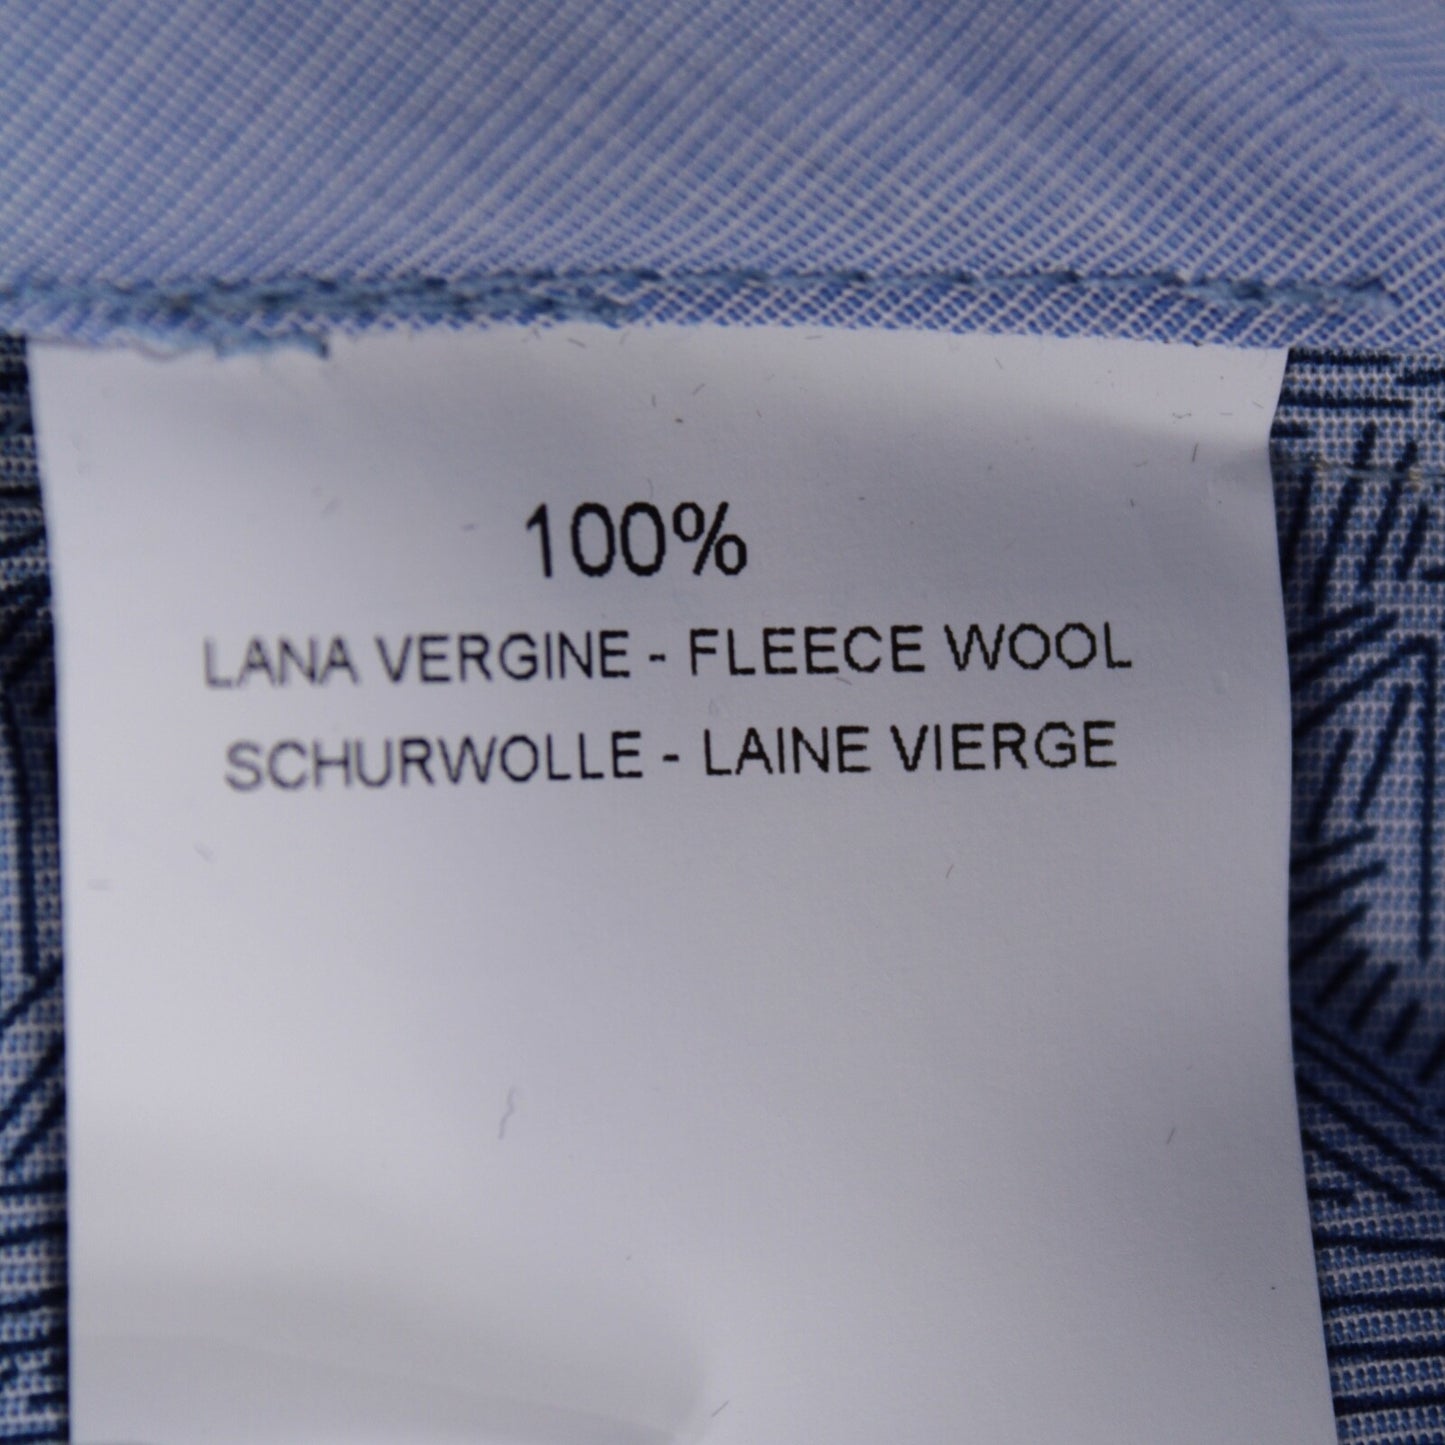 100%
LANA VERGINE - FLEECE WOOL
SCHURWOLLE - LAINE VIERGE